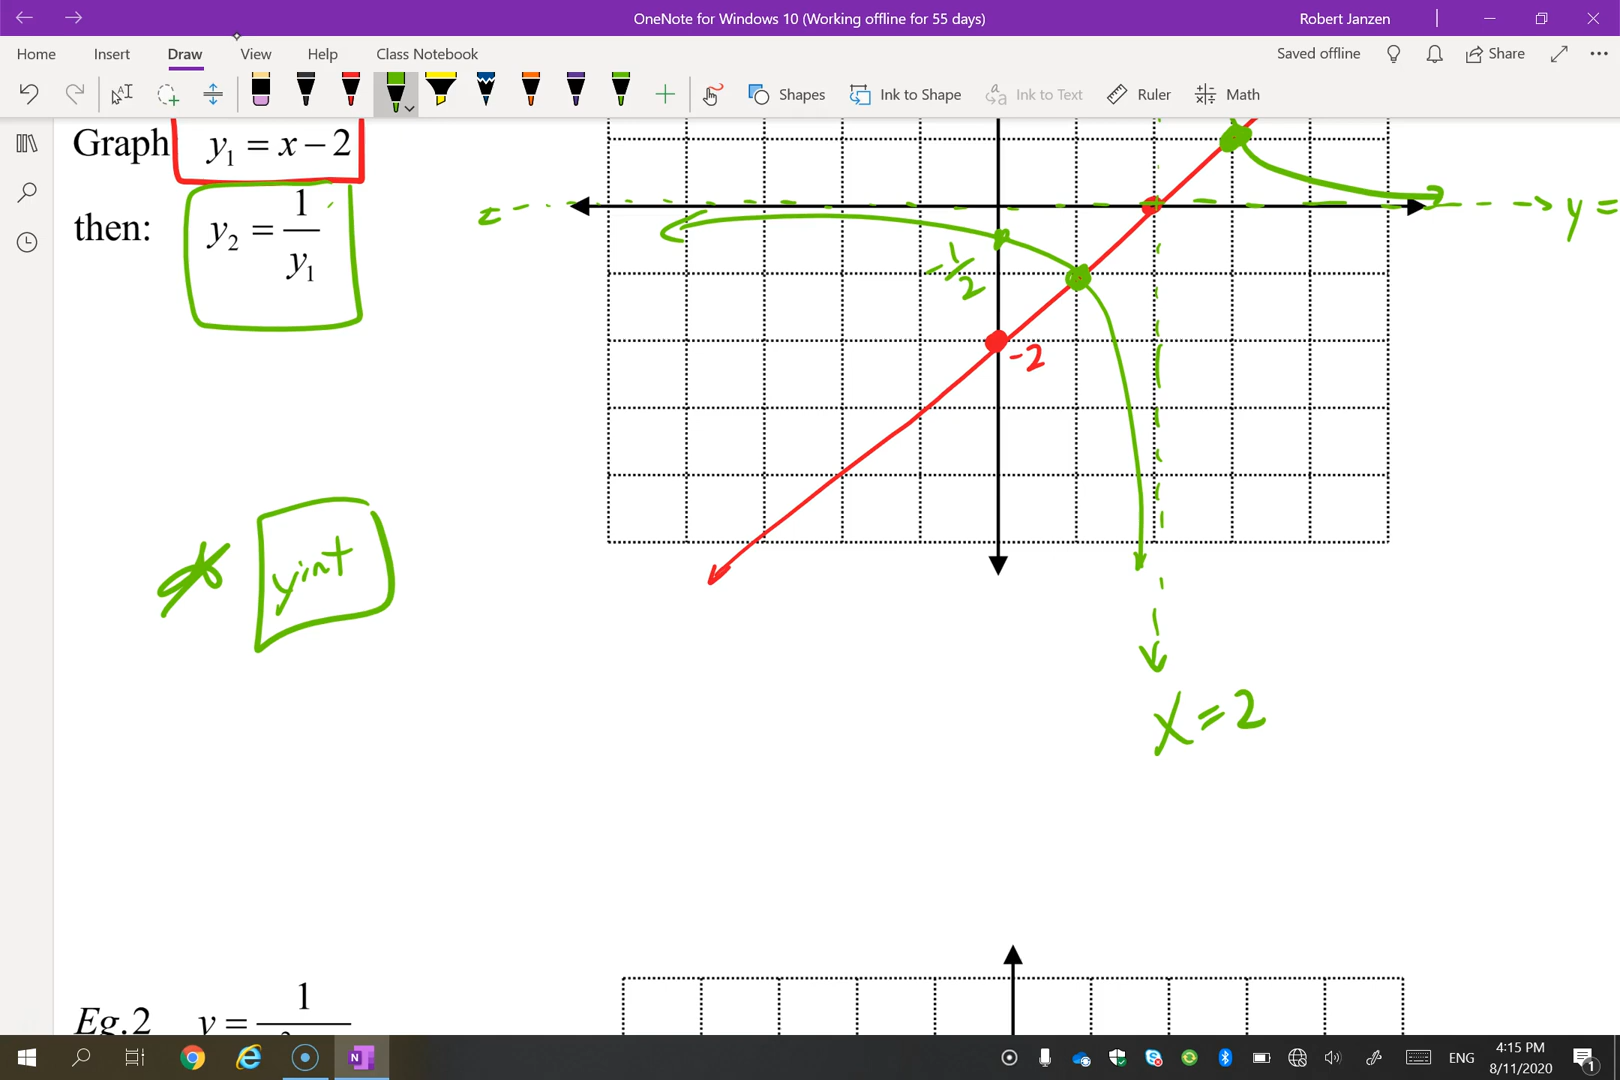 OneNote for Windows 10 (Working offline for 55 days)
Robert Janzen
Home Insert Draw View Help Class Notebook
Saved offline
Share
Shapes
Ink to Shape
Ink to Text
Ruler
Math
Graph y₁ = x − 2
then: y₂ = 1/y₁
y =
-1/2
-2
yint
x = 2
Eg.2 y = 1
ENG
4:15 PM
8/11/2020
1